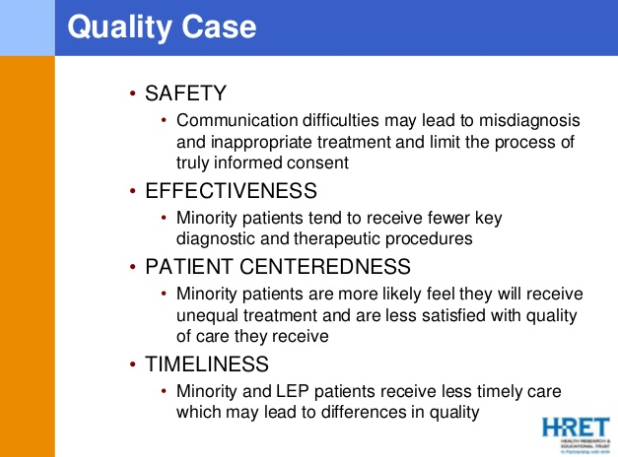 Quality Case
• SAFETY
• Communication difficulties may lead to misdiagnosis
and inappropriate treatment and limit the process of
truly informed consent
• EFFECTIVENESS
• Minority patients tend to receive fewer key
diagnostic and therapeutic procedures
• PATIENT CENTEREDNESS
• Minority patients are more likely feel they will receive
unequal treatment and are less satisfied with quality
of care they receive
• TIMELINESS
• Minority and LEP patients receive less timely care
which may lead to differences in quality
HRET
HEALTH RESEARCH &
EDUCATIONAL TRUST
In Partnership with AHA